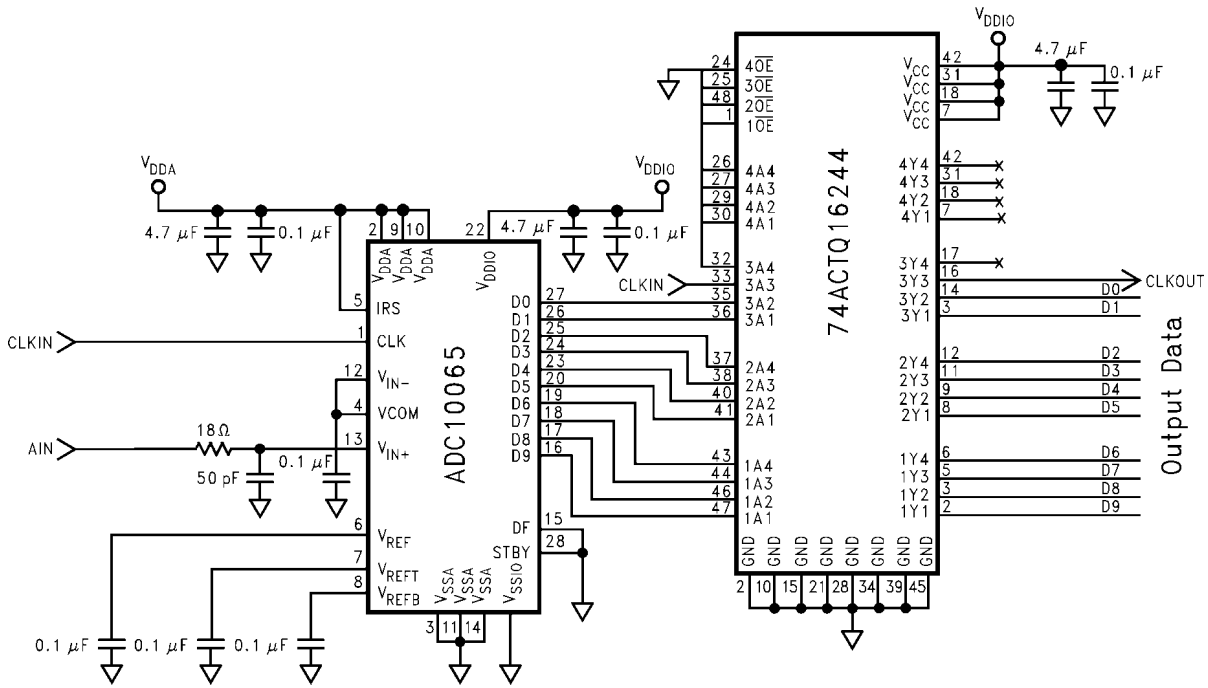 VDDIO
4.7 µF
0.1 µF
24 4OE VCC 42
25 3OE VCC 31
48 2OE VCC 18
1 1OE VCC 7
74ACTQ16244
26 4A4 4Y4 42
27 4A3 4Y3 31
29 4A2 4Y2 18
30 4A1 4Y1 7
32 3A4 3Y4 17
CLKIN 33 3A3 3Y3 16 CLKOUT
35 3A2 3Y2 14 D0
36 3A1 3Y1 3 D1
37 2A4 2Y4 12 D2
38 2A3 2Y3 11 D3
40 2A2 2Y2 9 D4
41 2A1 2Y1 8 D5
43 1A4 1Y4 6 D6
44 1A3 1Y3 5 D7
46 1A2 1Y2 3 D8
47 1A1 1Y1 2 D9
Output Data
GND GND GND GND GND GND GND GND
2 10 15 21 28 34 39 45
VDDA
4.7 µF
0.1 µF
2 9 10
VDDA VDDA VDDA
VDDIO
22
4.7 µF
0.1 µF
VDDIO
ADC10065
5 IRS
CLKIN 1 CLK
12 VIN-
4 VCOM
AIN 18Ω 13 VIN+
50 pF
0.1 µF
6 VREF
7 VREFT
8 VREFB
0.1 µF 0.1 µF 0.1 µF
D0 27
D1 26
D2 25
D3 24
D4 23
D5 20
D6 19
D7 18
D8 17
D9 16
DF 15
STBY 28
VSSA VSSA VSSA VSSIO
3 11 14